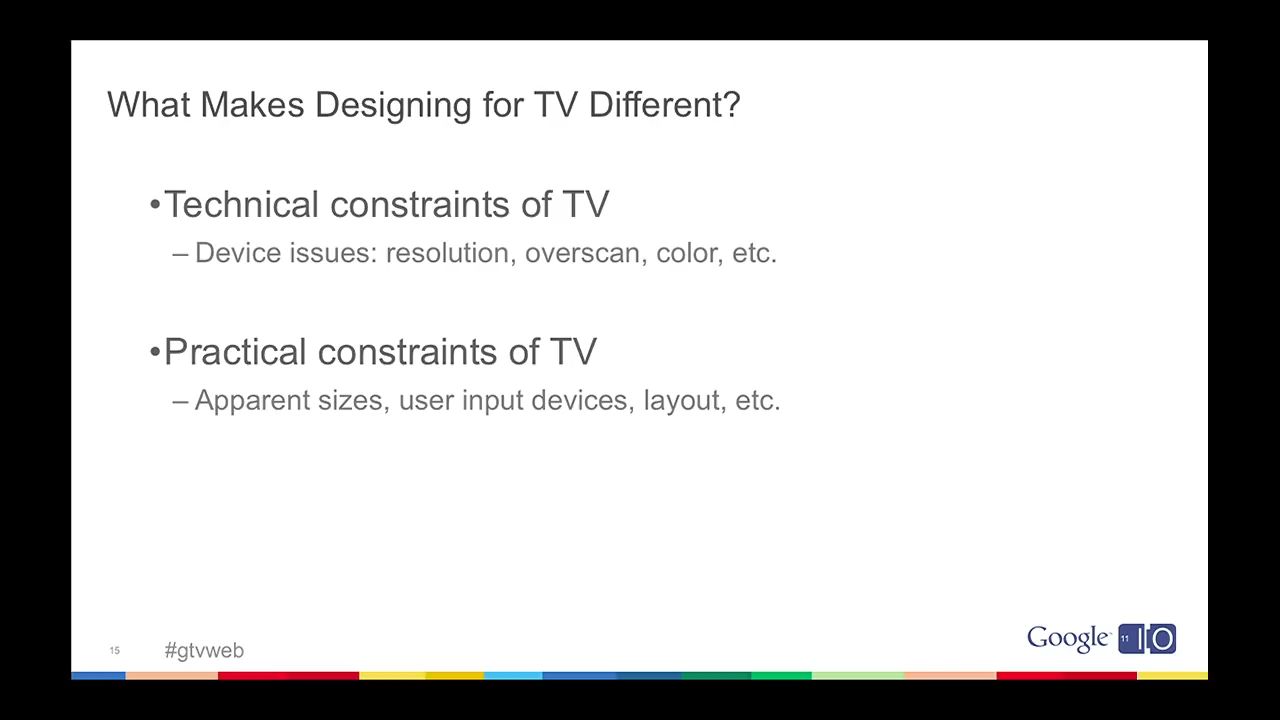 What Makes Designing for TV Different?
•Technical constraints of TV
– Device issues: resolution, overscan, color, etc.
•Practical constraints of TV
– Apparent sizes, user input devices, layout, etc.
15 #gtvweb
Google 11 IO